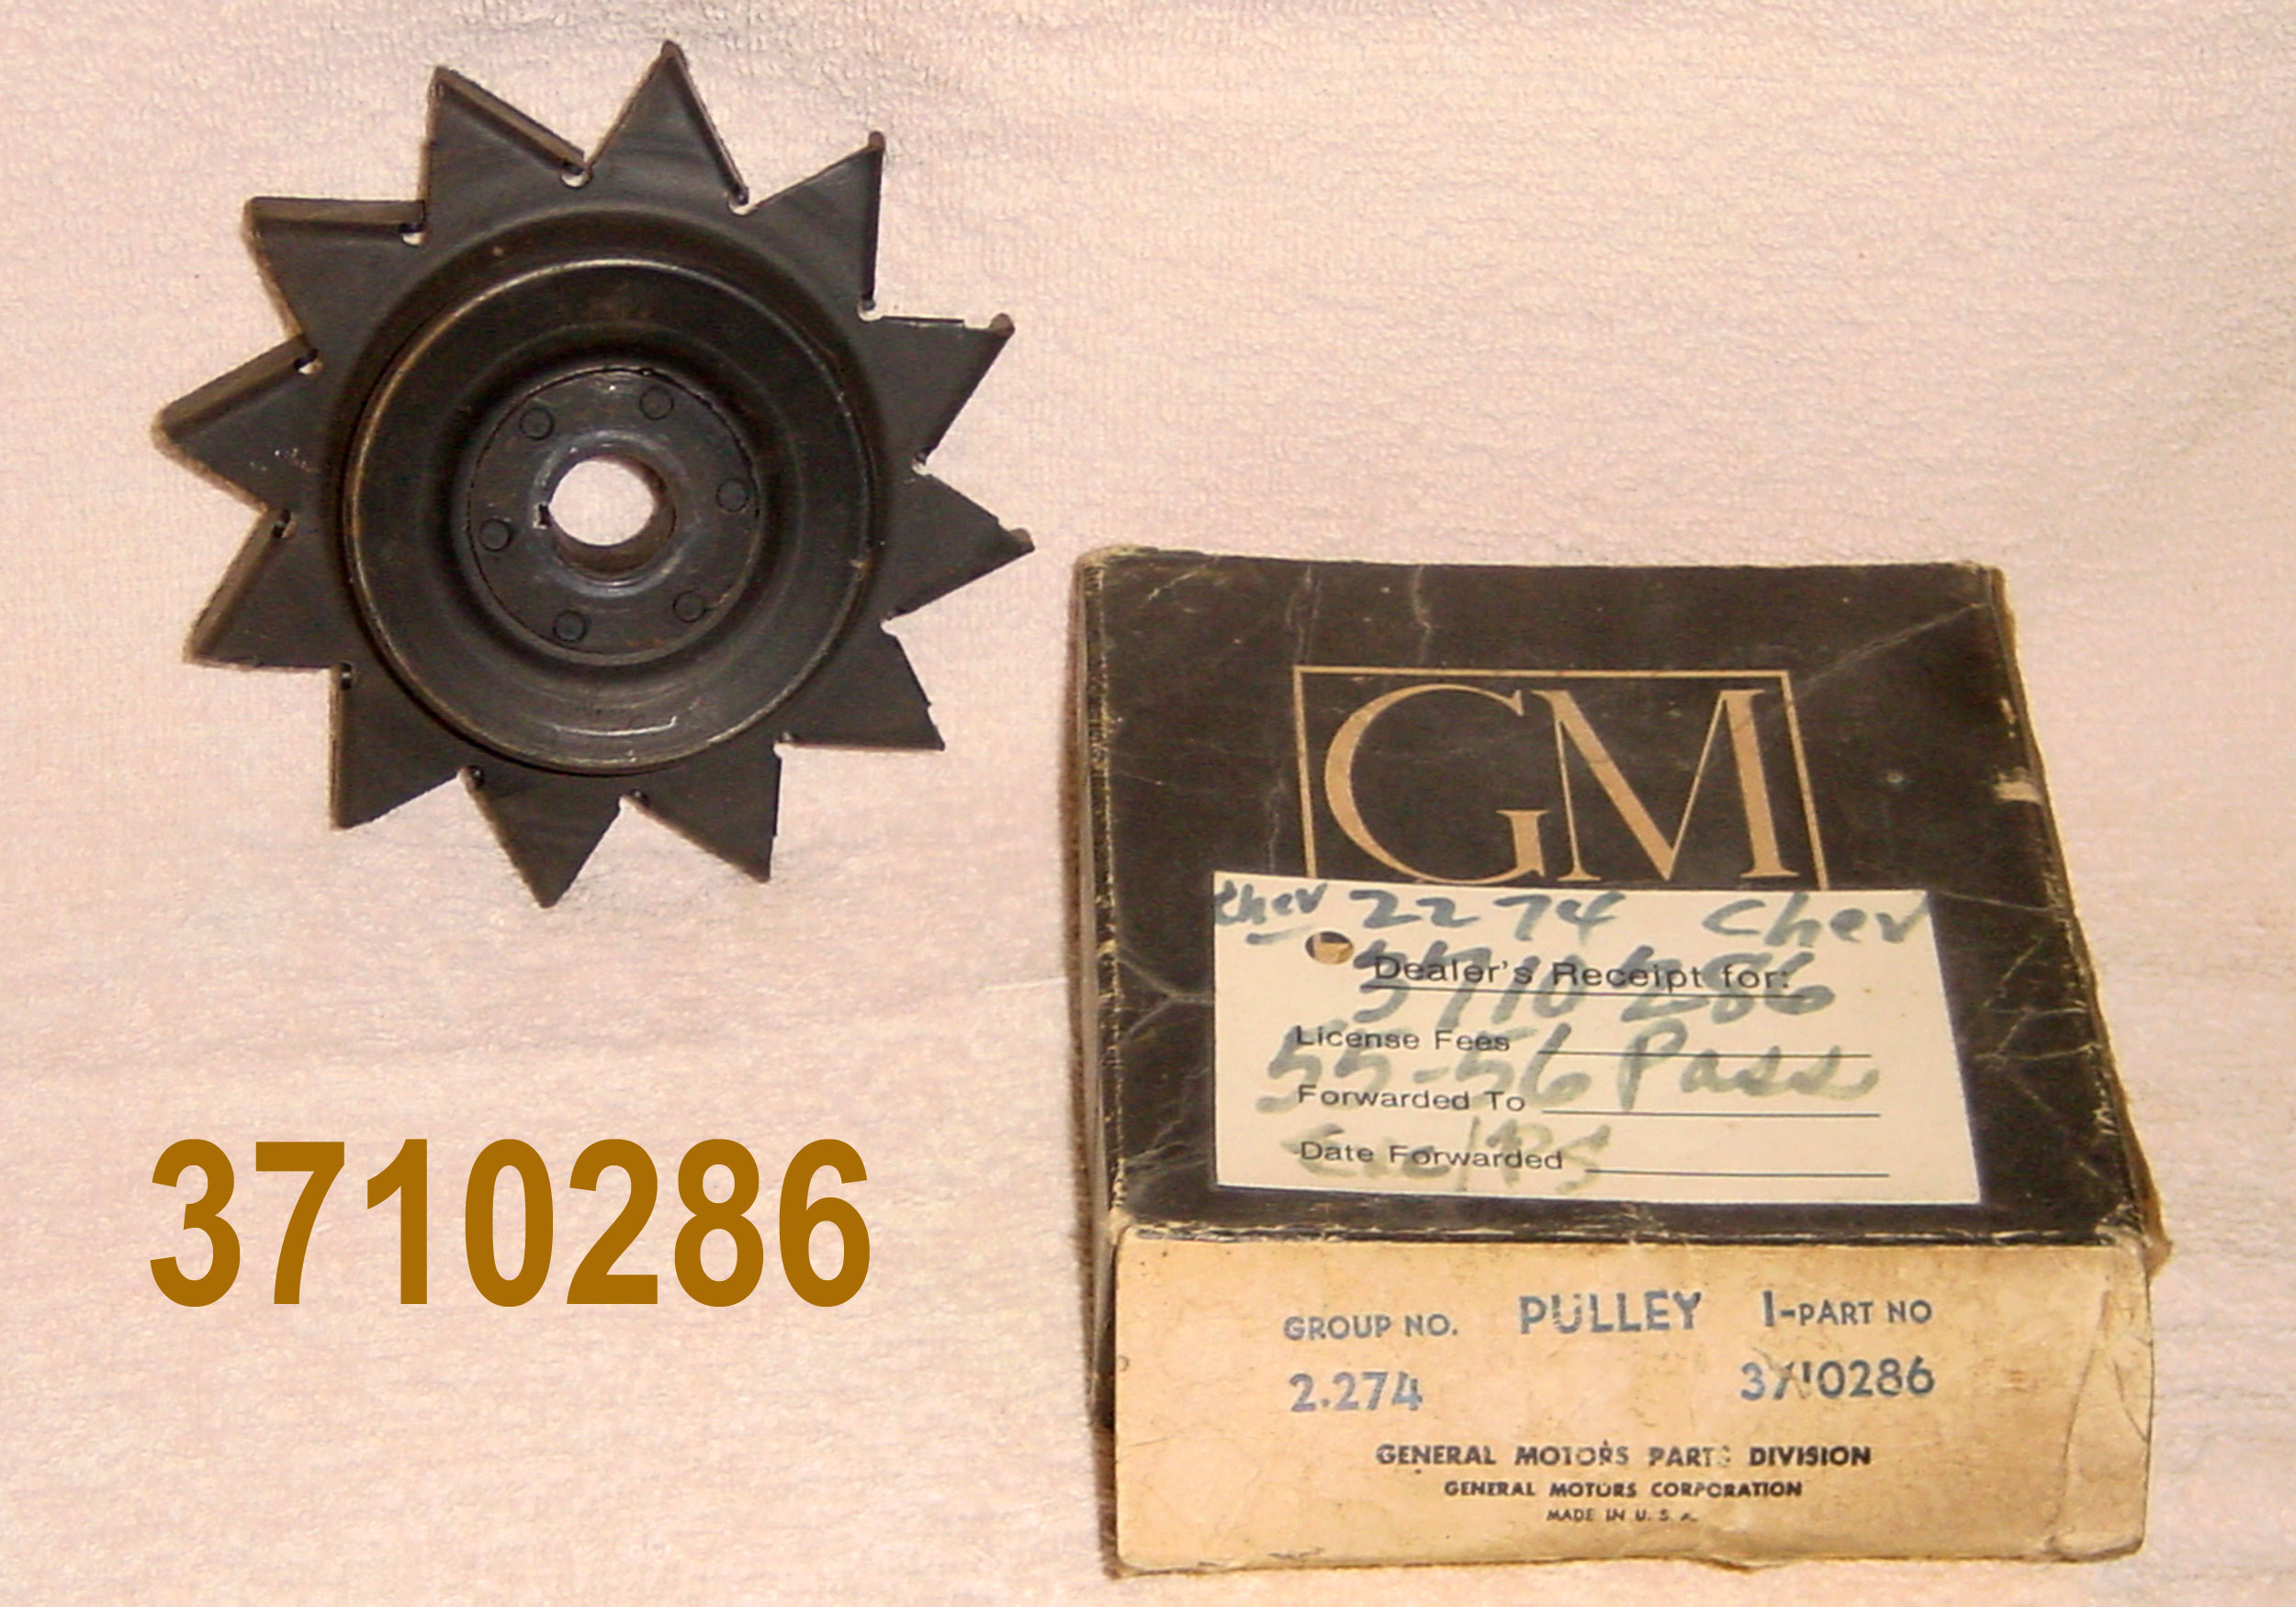 GM
Chev 2274 Chev
3710286
Dealer's Receipt for:
License Fees
55-56 Pass
Forwarded To
Date Forwarded
3710286
GROUP NO. PULLEY 1-PART NO
2.274 3710286
GENERAL MOTORS PARTS DIVISION
GENERAL MOTORS CORPORATION
MADE IN U. S. A.